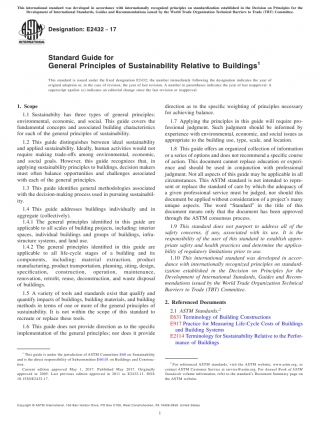 This international standard was developed in accordance with internationally recognized principles on standardization established in the Decision on Principles for the
Development of International Standards, Guides and Recommendations issued by the World Trade Organization Technical Barriers to Trade (TBT) Committee.
Designation: E2432 − 17
Standard Guide for
General Principles of Sustainability Relative to Buildings¹
This standard is issued under the fixed designation E2432; the number immediately following the designation indicates the year of
original adoption or, in the case of revision, the year of last revision. A number in parentheses indicates the year of last reapproval. A
superscript epsilon (ε) indicates an editorial change since the last revision or reapproval.
1. Scope
1.1 Sustainability has three types of general principles:
environmental, economic, and social. This guide covers the
fundamental concepts and associated building characteristics
for each of the general principles of sustainability.
1.2 This guide distinguishes between ideal sustainability
and applied sustainability. Ideally, human activities would not
require making trade-offs among environmental, economic,
and social goals. However, this guide recognizes that, in
applying sustainability principles to buildings, decision makers
must often balance opportunities and challenges associated
with each of the general principles.
1.3 This guide identifies general methodologies associated
with the decision-making process used in pursuing sustainabil-
ity.
1.4 This guide addresses buildings individually and in
aggregate (collectively).
1.4.1 The general principles identified in this guide are
applicable to all scales of building projects, including: interior
spaces, individual buildings and groups of buildings, infra-
structure systems, and land use.
1.4.2 The general principles identified in this guide are
applicable to all life-cycle stages of a building and its
components, including: material extraction, product
manufacturing, product transportation, planning, siting, design,
specification, construction, operation, maintenance,
renovation, retrofit, reuse, deconstruction, and waste disposal
of buildings.
1.5 A variety of tools and standards exist that qualify and
quantify impacts of buildings, building materials, and building
methods in terms of one or more of the general principles of
sustainability. It is not within the scope of this standard to
recreate or replace these tools.
1.6 This guide does not provide direction as to the specific
implementation of the general principles; nor does it provide
direction as to the specific weighting of principles necessary
for achieving balance.
1.7 Applying the principles in this guide will require pro-
fessional judgment. Such judgment should be informed by
experience with environmental, economic, and social issues as
appropriate to the building use, type, scale, and location.
1.8 This guide offers an organized collection of information
or a series of options and does not recommend a specific course
of action. This document cannot replace education or experi-
ence and should be used in conjunction with professional
judgment. Not all aspects of this guide may be applicable in all
circumstances. This ASTM standard is not intended to repre-
sent or replace the standard of care by which the adequacy of
a given professional service must be judged, nor should this
document be applied without consideration of a project's many
unique aspects. The word "Standard" in the title of this
document means only that the document has been approved
through the ASTM consensus process.
1.9 This standard does not purport to address all of the
safety concerns, if any, associated with its use. It is the
responsibility of the user of this standard to establish appro-
priate safety and health practices and determine the applica-
bility of regulatory limitations prior to use.
1.10 This international standard was developed in accor-
dance with internationally recognized principles on standard-
ization established in the Decision on Principles for the
Development of International Standards, Guides and Recom-
mendations issued by the World Trade Organization Technical
Barriers to Trade (TBT) Committee.
2. Referenced Documents
2.1 ASTM Standards:²
E631 Terminology of Building Constructions
E917 Practice for Measuring Life-Cycle Costs of Buildings
and Building Systems
E2114 Terminology for Sustainability Relative to the Perfor-
mance of Buildings
¹ This guide is under the jurisdiction of ASTM Committee E60 on Sustainability
and is the direct responsibility of Subcommittee E60.01 on Buildings and Construc-
tion.
Current edition approved May 1, 2017. Published May 2017. Originally
approved in 2005. Last previous edition approved in 2011 as E2432-11. DOI:
10.1520/E2432-17.
² For referenced ASTM standards, visit the ASTM website, www.astm.org, or
contact ASTM Customer Service at service@astm.org. For Annual Book of ASTM
Standards volume information, refer to the standard's Document Summary page on
the ASTM website.
Copyright © ASTM International, 100 Barr Harbor Drive, PO Box C700, West Conshohocken, PA 19428-2959. United States
1